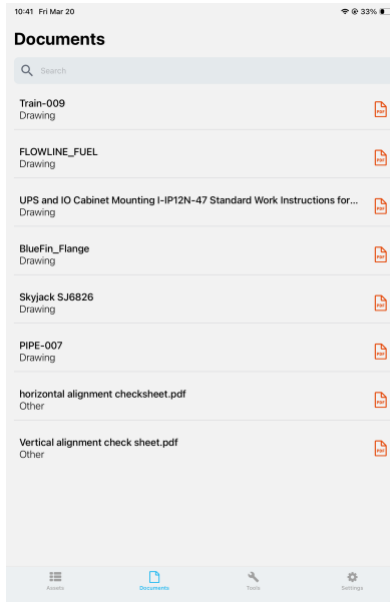 10:41 Fri Mar 20
33%
Documents
Search
Train-009
Drawing
PDF
FLOWLINE_FUEL
Drawing
PDF
UPS and IO Cabinet Mounting I-IP12N-47 Standard Work Instructions for...
Drawing
PDF
BlueFin_Flange
Drawing
PDF
Skyjack SJ6826
Drawing
PDF
PIPE-007
Drawing
PDF
horizontal alignment checksheet.pdf
Other
PDF
Vertical alignment check sheet.pdf
Other
PDF
Assets Documents Tools Settings